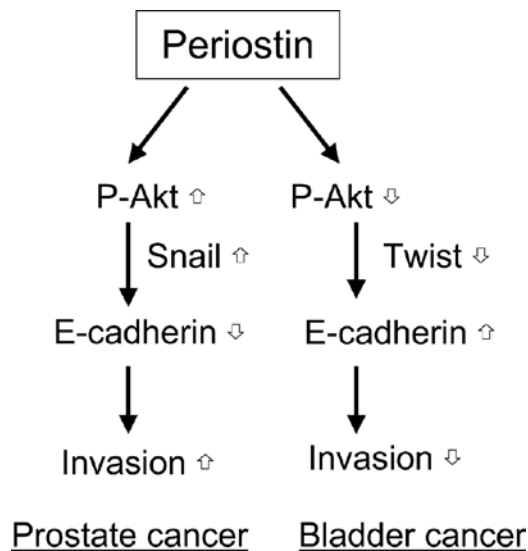 Periostin
P-Akt ⇧ P-Akt ⇩
Snail ⇧ Twist ⇩
E-cadherin ⇩ E-cadherin ⇧
Invasion ⇧ Invasion ⇩
Prostate cancer Bladder cancer